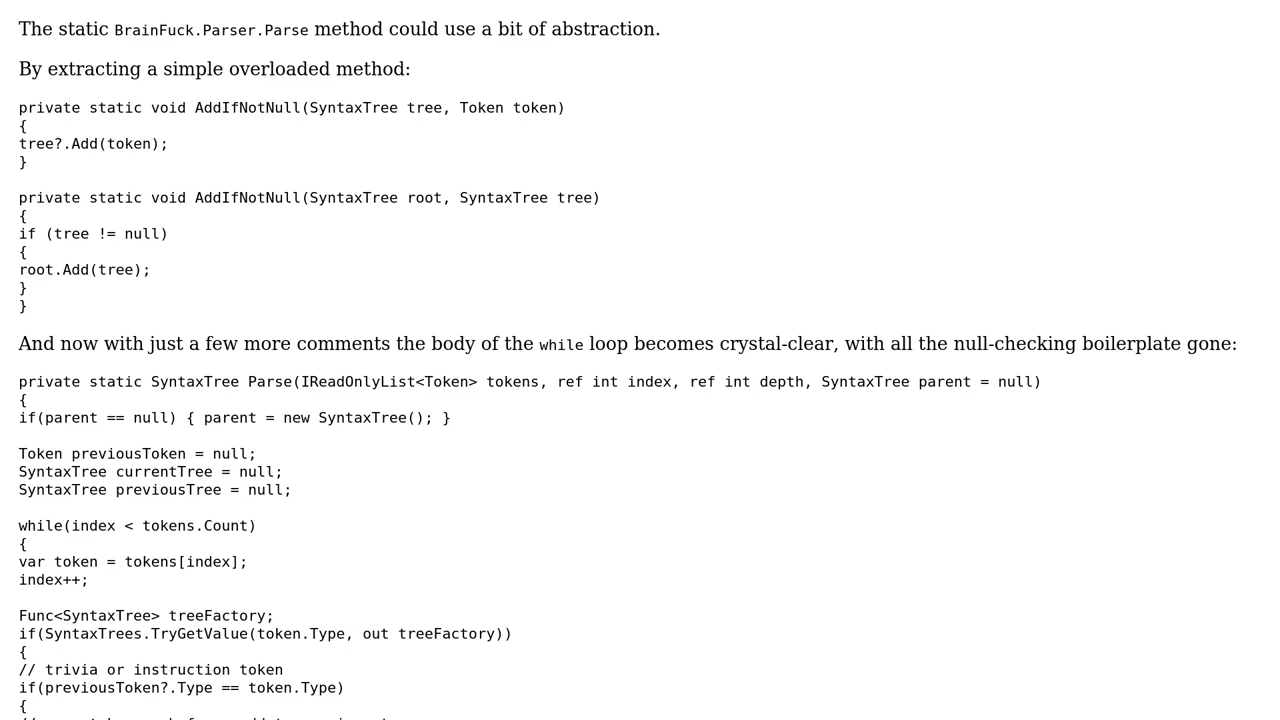 The static BrainFuck.Parser.Parse method could use a bit of abstraction.
By extracting a simple overloaded method:
private static void AddIfNotNull(SyntaxTree tree, Token token)
{
tree?.Add(token);
}
private static void AddIfNotNull(SyntaxTree root, SyntaxTree tree)
{
if (tree != null)
{
root.Add(tree);
}
}
And now with just a few more comments the body of the while loop becomes crystal-clear, with all the null-checking boilerplate gone:
private static SyntaxTree Parse(IReadOnlyList<Token> tokens, ref int index, ref int depth, SyntaxTree parent = null)
{
if(parent == null) { parent = new SyntaxTree(); }
Token previousToken = null;
SyntaxTree currentTree = null;
SyntaxTree previousTree = null;
while(index < tokens.Count)
{
var token = tokens[index];
index++;
Func<SyntaxTree> treeFactory;
if(SyntaxTrees.TryGetValue(token.Type, out treeFactory))
{
// trivia or instruction token
if(previousToken?.Type == token.Type)
{